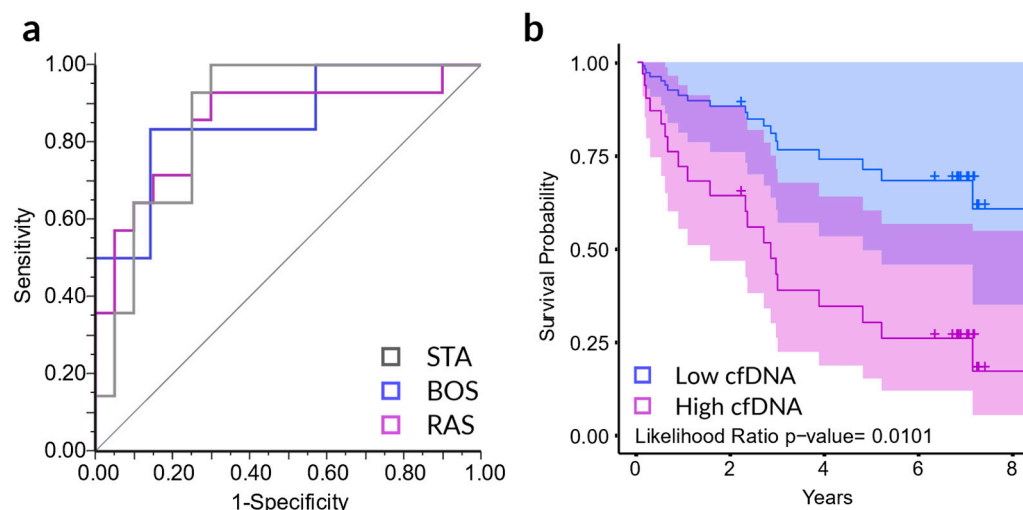 a
1.00
0.80
0.60
0.40
0.20
0.00
Sensitivity
0.00 0.20 0.40 0.60 0.80 1.00
1-Specificity
STA
BOS
RAS
b
1.00
0.75
0.50
0.25
0.00
Survival Probability
Low cfDNA
High cfDNA
Likelihood Ratio p-value= 0.0101
0 2 4 6 8
Years